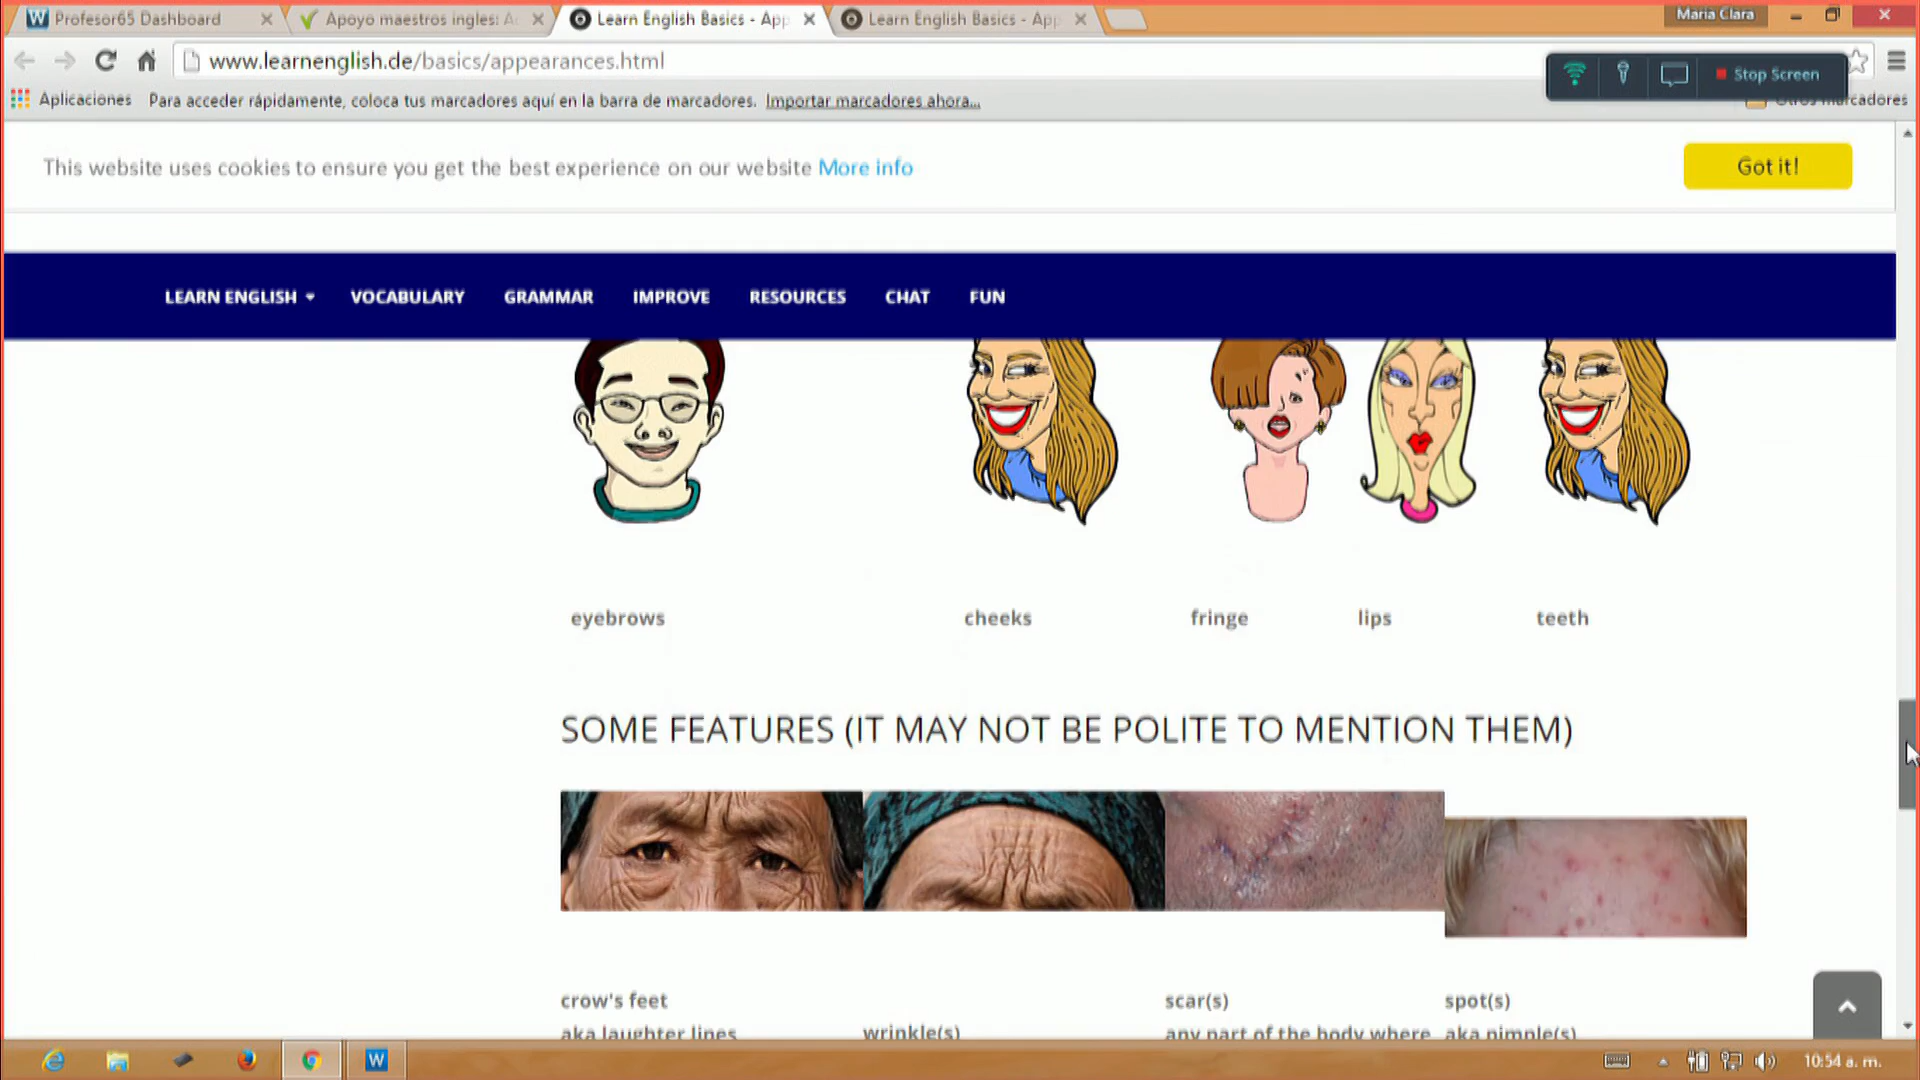 Profesor65 Dashboard
Apoyo maestros ingles: Ac
Learn English Basics - App
Learn English Basics - App
Maria Clara
www.learnenglish.de/basics/appearances.html
Stop Screen
Aplicaciones
Para acceder rápidamente, coloca tus marcadores aquí en la barra de marcadores. Importar marcadores ahora...
Otros marcadores
This website uses cookies to ensure you get the best experience on our website More info
Got it!
LEARN ENGLISH VOCABULARY GRAMMAR IMPROVE RESOURCES CHAT FUN
eyebrows cheeks fringe lips teeth
SOME FEATURES (IT MAY NOT BE POLITE TO MENTION THEM)
crow's feet scar(s) spot(s)
aka laughter lines wrinkle(s) any part of the body where aka pimple(s)
10:54 a. m.